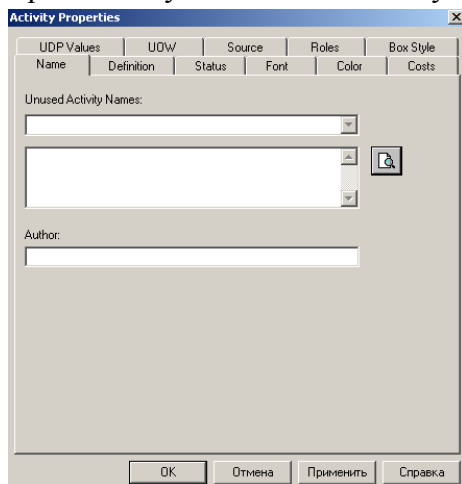 Activity Properties
UDP Values UOW Source Roles Box Style
Name Definition Status Font Color Costs
Unused Activity Names:
Author:
OK Отмена Применить Справка